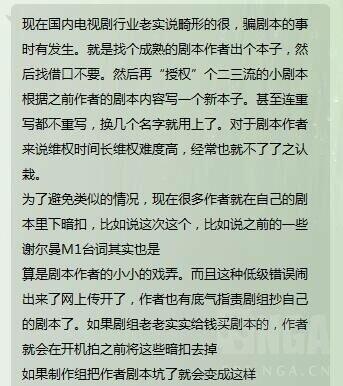 现在国内电视剧行业老实说畸形的很，骗剧本的事
时有发生。就是找个成熟的剧本作者出个本子，然
后找借口不要。然后再“授权”个二三流的小剧本
根据之前作者的剧本内容写一个新本子。甚至连重
写都不重写，换几个名字就用上了。对于剧本作者
来说维权时间长维权难度高，经常也就不了了之认
栽。
为了避免类似的情况，现在很多作者就在自己的剧
本里下暗扣，比如说这次这个，比如说之前的一些
谢尔曼M1台词其实也是
算是剧本作者的小小的戏弄。而且这种低级错误闹
出来了网上传开了，作者也有底气指责剧组抄自己
的剧本了。如果剧组老老实实给钱买剧本的，作者
就会在开机拍之前将这些暗扣去掉
如果制作组把作者剧本坑了就会变成这样
NGA
NGA.CN